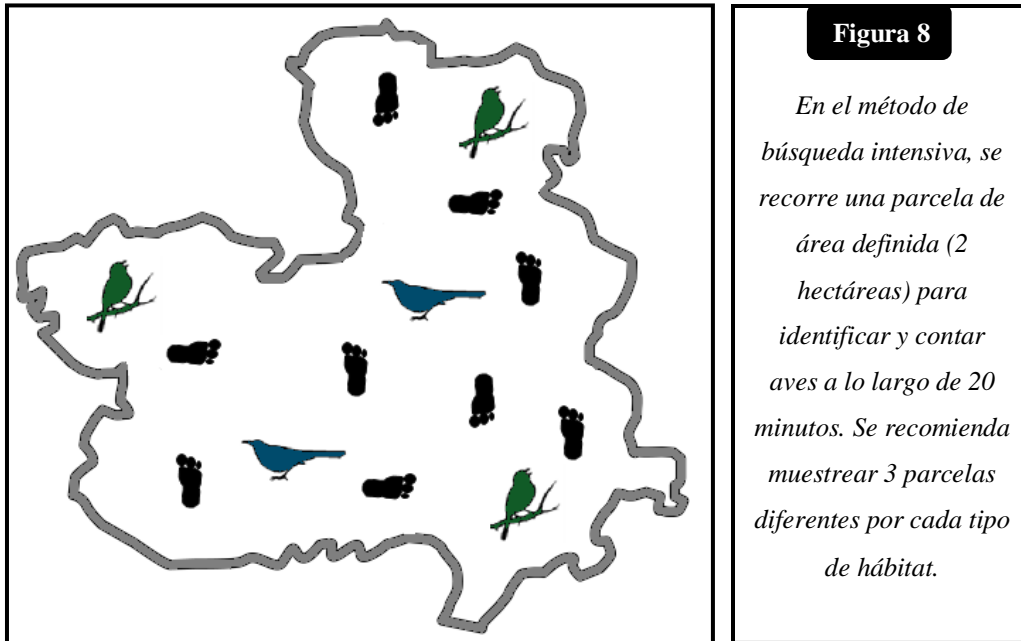 Figura 8
En el método de
búsqueda intensiva, se
recorre una parcela de
área definida (2
hectáreas) para
identificar y contar
aves a lo largo de 20
minutos. Se recomienda
muestrear 3 parcelas
diferentes por cada tipo
de hábitat.